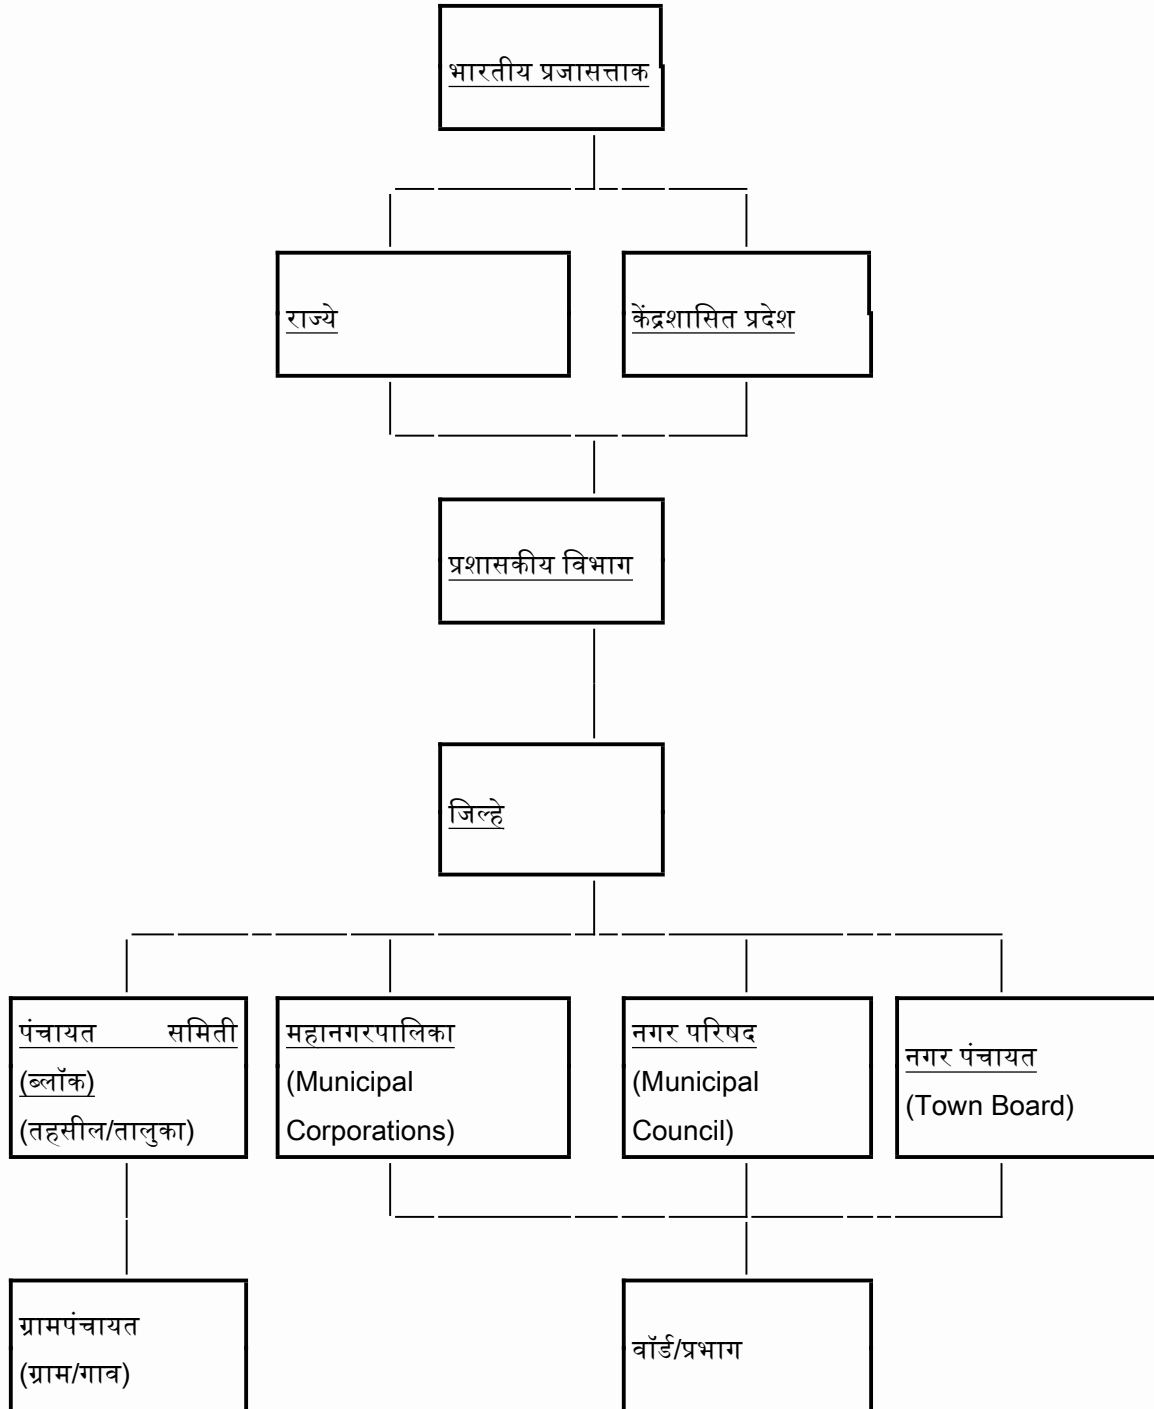 भारतीय प्रजासत्ताक
राज्ये
केंद्रशासित प्रदेश
प्रशासकीय विभाग
जिल्हे
पंचायत समिती
(ब्लॉक)
(तहसील/तालुका)
महानगरपालिका
(Municipal
Corporations)
नगर परिषद
(Municipal
Council)
नगर पंचायत
(Town Board)
ग्रामपंचायत
(ग्राम/गाव)
वॉर्ड/प्रभाग